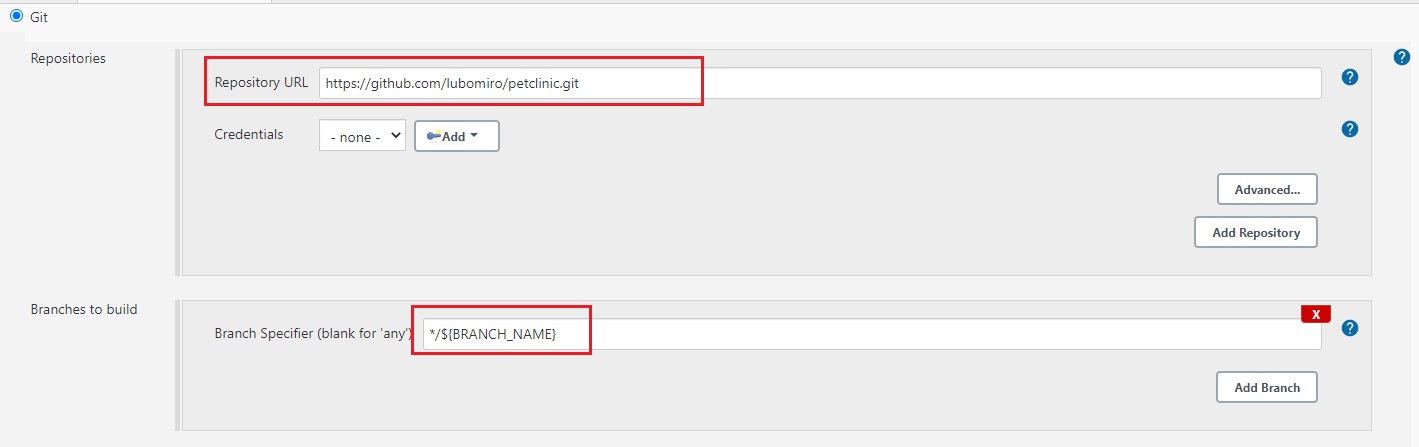 Git
Repositories
Repository URL https://github.com/lubomiro/petclinic.git ?
?
Credentials - none - Add ?
Advanced...
Add Repository
Branches to build
X
Branch Specifier (blank for 'any') */${BRANCH_NAME} ?
Add Branch